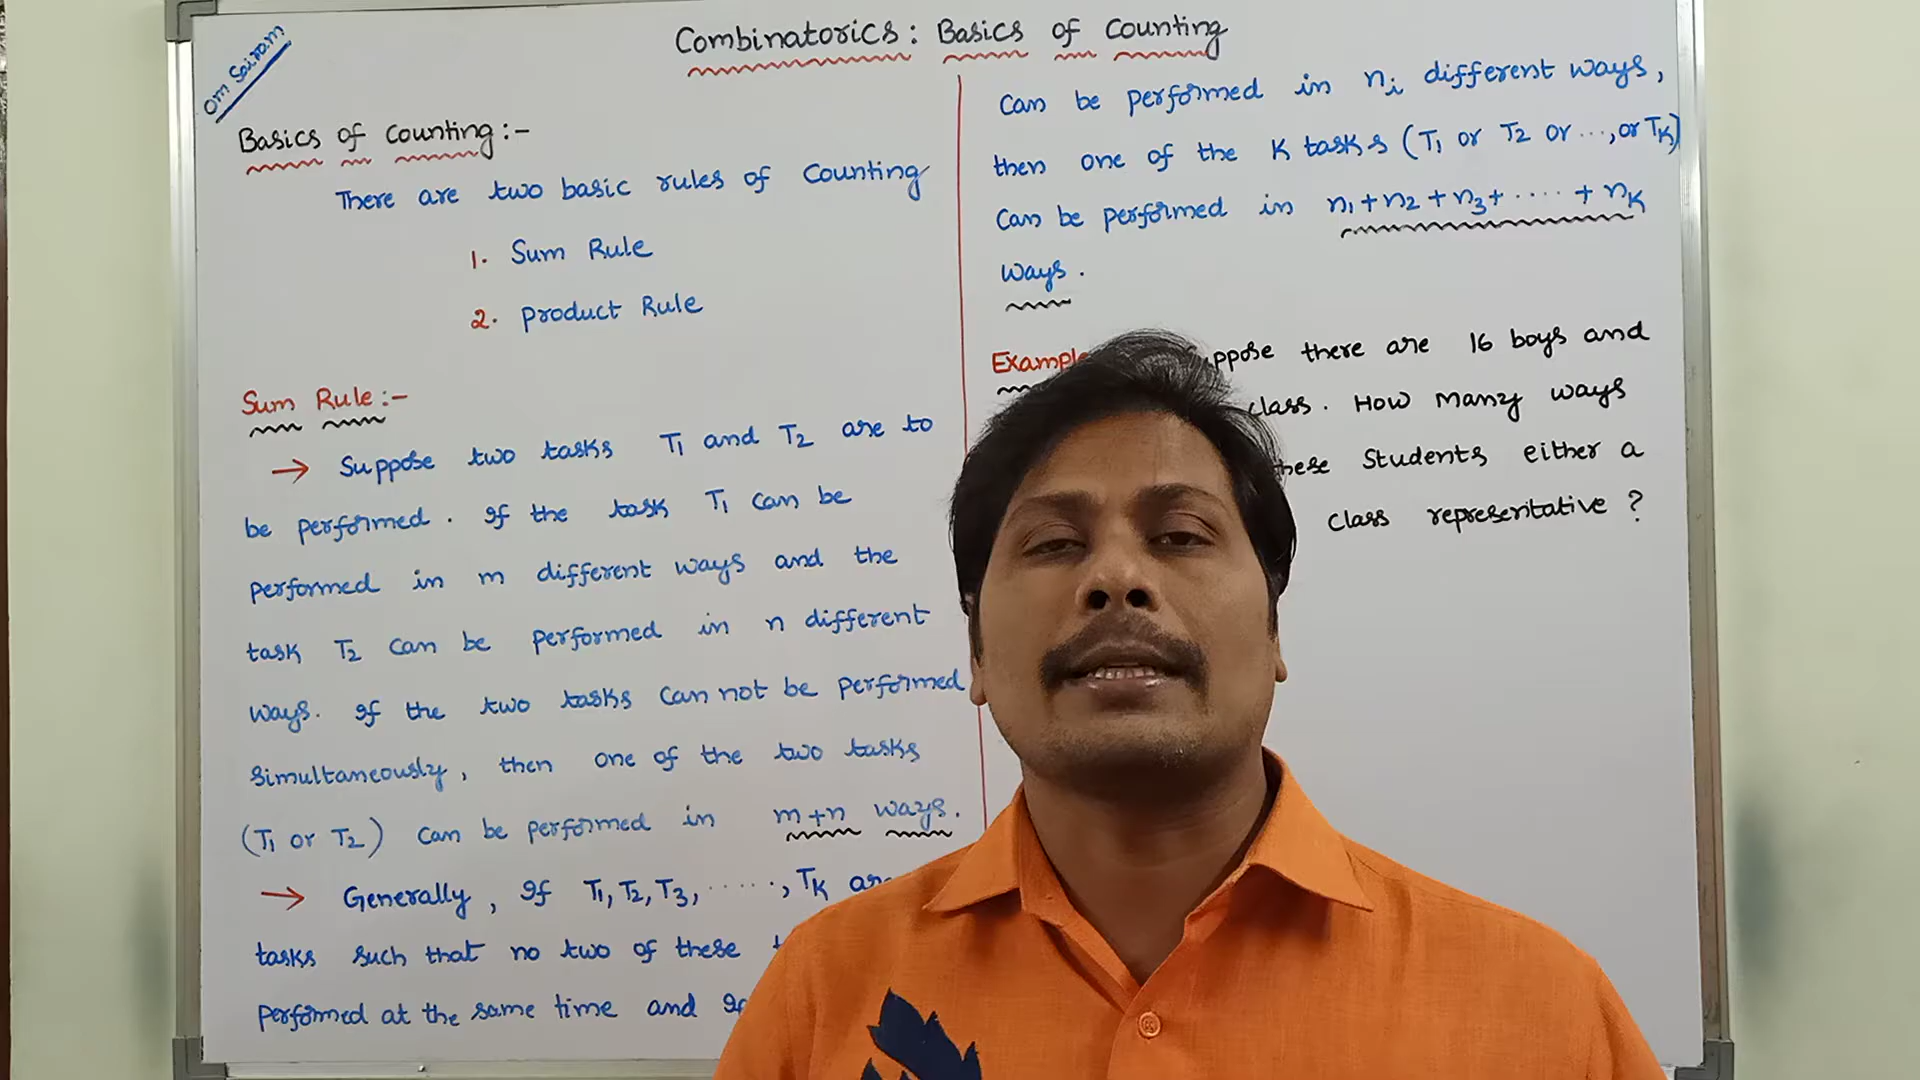 Om Sairam
Combinatorics: Basics of Counting
Basics of Counting:-
There are two basic rules of Counting
1. Sum Rule
2. Product Rule
Sum Rule:-
→ Suppose two tasks T1 and T2 are to
be performed. If the task T1 can be
performed in m different ways and the
task T2 can be performed in n different
ways. If the two tasks can not be performed
simultaneously, then one of the two tasks
(T1 or T2) can be performed in m+n ways.
→ Generally, If T1, T2, T3, ....., TK are
tasks such that no two of these
performed at the same time and If
Can be performed in ni different ways,
then one of the K tasks (T1 or T2 or ..., or TK)
Can be performed in n1+n2+n3+.....+nK
ways.
Example there are 16 boys and
class. How many ways
these Students either a
Class representative?